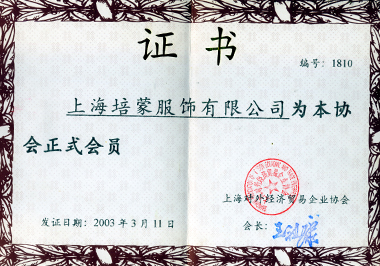 证书
编号：1810
上海培蒙服饰有限公司为本协
会正式会员
上海对外经济贸易企业协会
发证日期：2003年3月11日
会长：